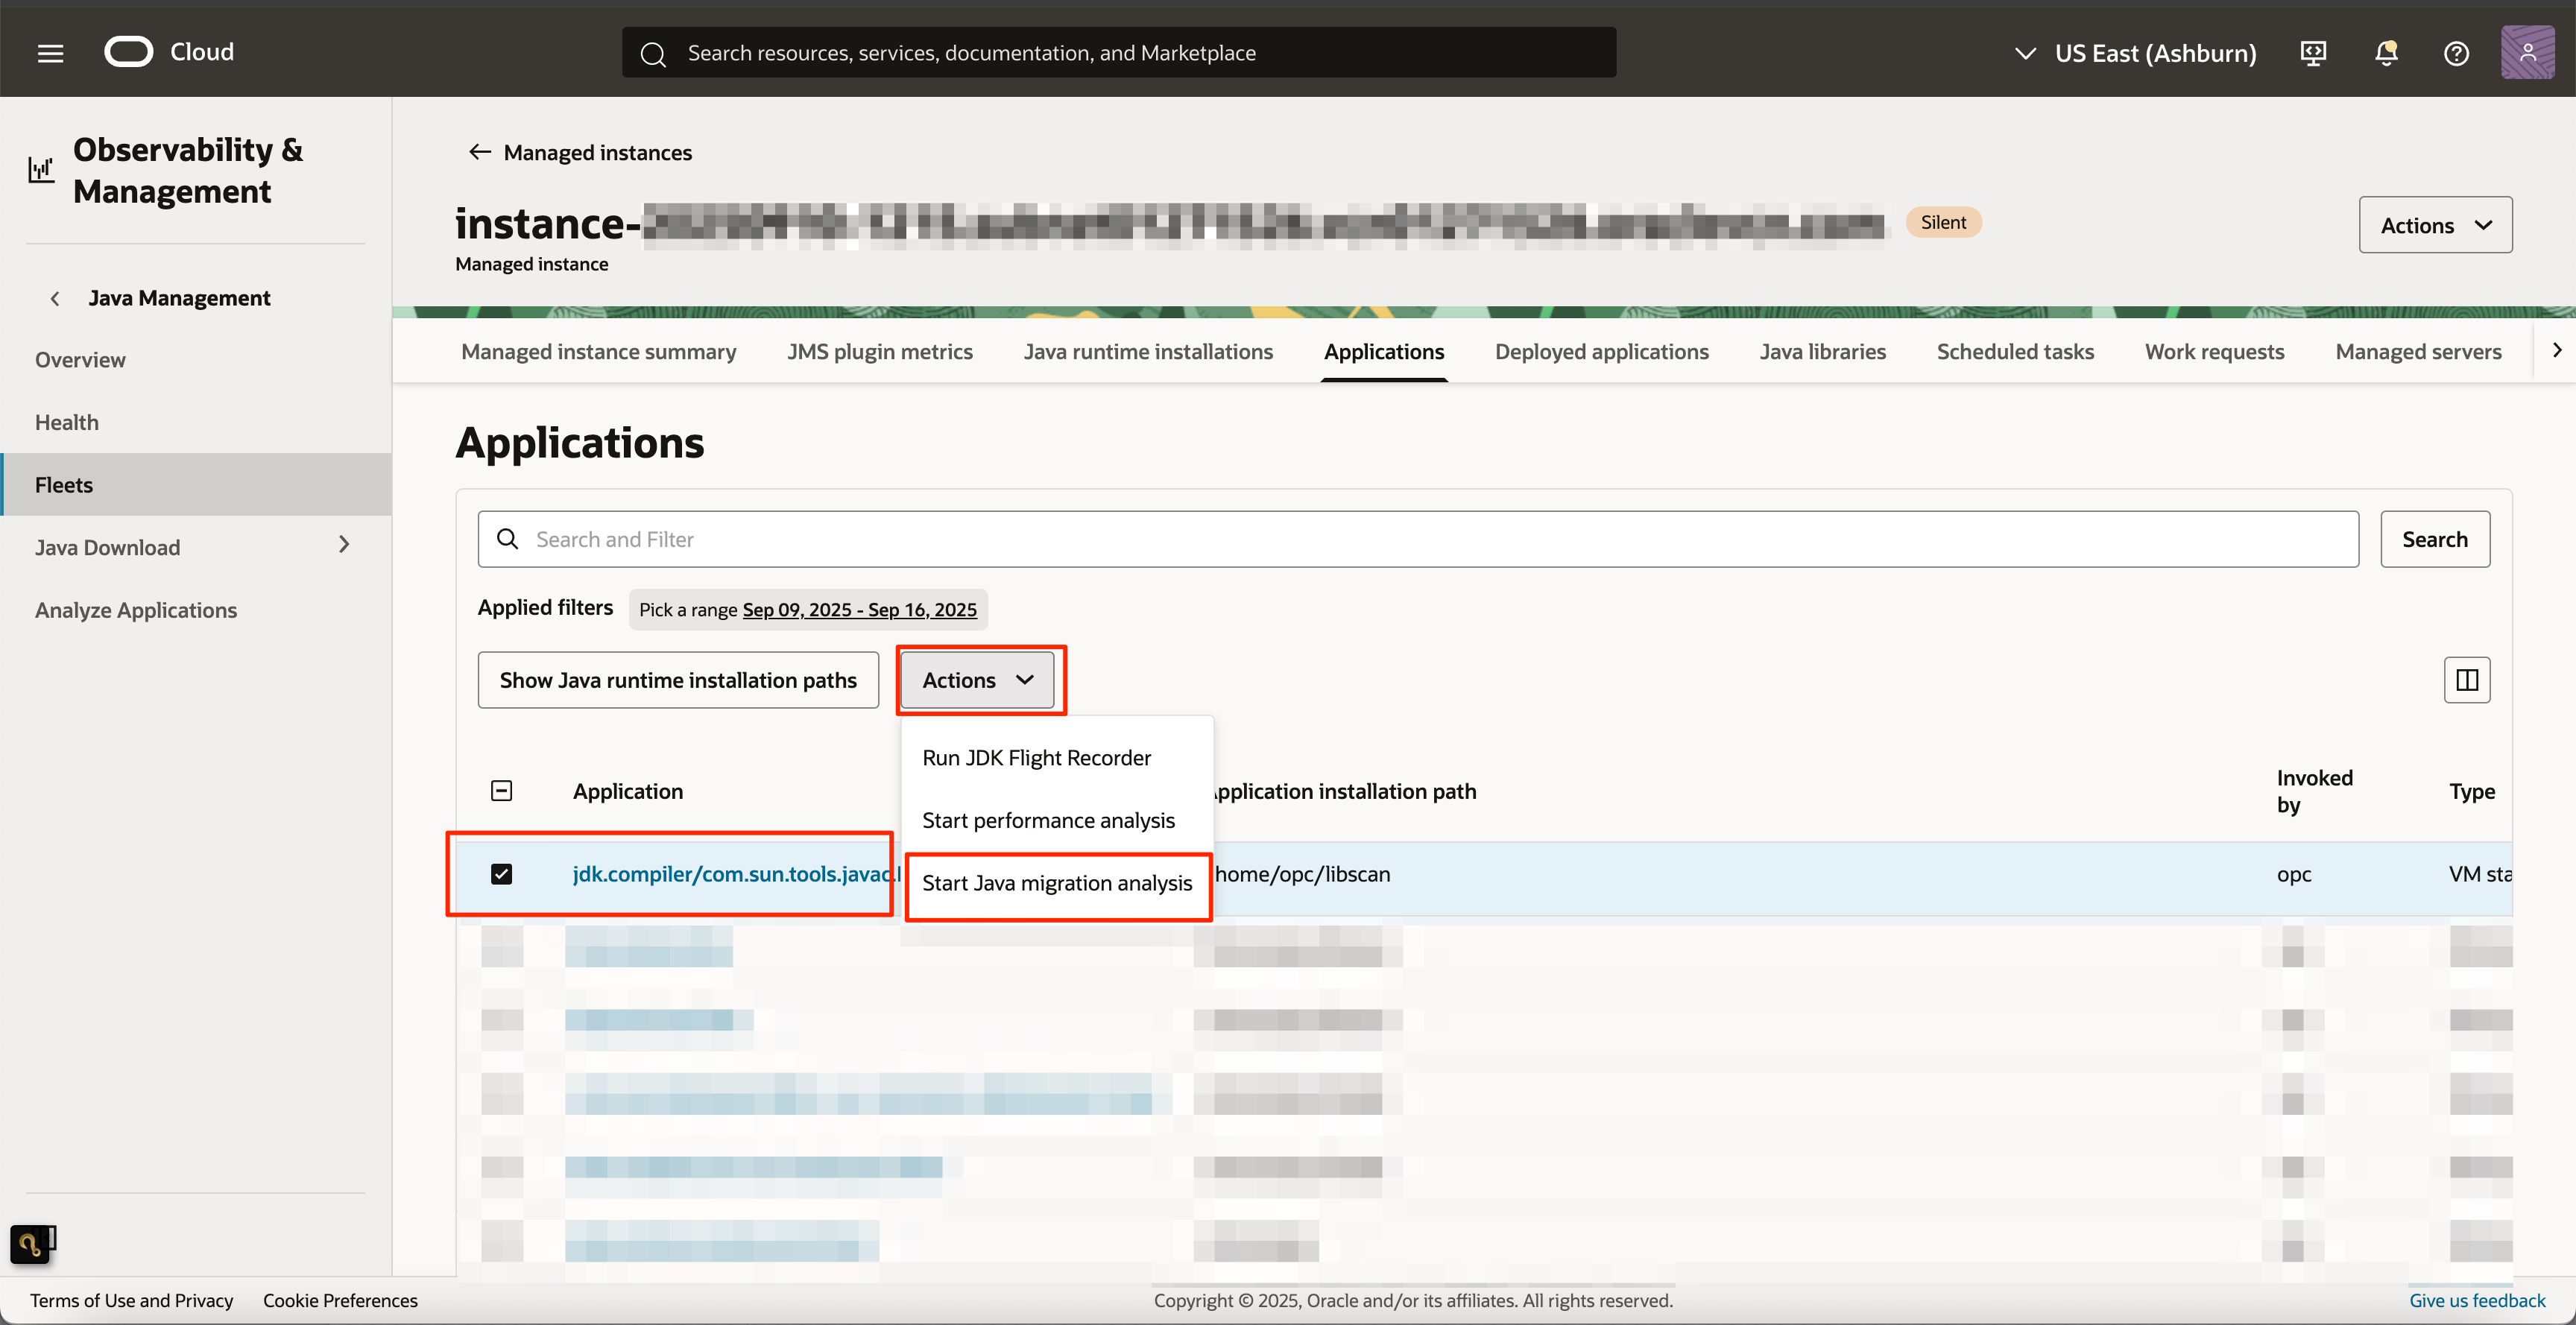 Cloud
Search resources, services, documentation, and Marketplace
US East (Ashburn)
Observability &
Management
Java Management
Overview
Health
Fleets
Java Download
Analyze Applications
Managed instances
instance-
Silent
Managed instance
Actions
Managed instance summary
JMS plugin metrics
Java runtime installations
Applications
Deployed applications
Java libraries
Scheduled tasks
Work requests
Managed servers
Applications
Search and Filter
Search
Applied filters
Pick a range Sep 09, 2025 - Sep 16, 2025
Show Java runtime installation paths
Actions
Run JDK Flight Recorder
Start performance analysis
Start Java migration analysis
Application
Application installation path
Invoked
by
Type
jdk.compiler/com.sun.tools.javac.
home/opc/libscan
opc
VM sta
Terms of Use and Privacy
Cookie Preferences
Copyright © 2025, Oracle and/or its affiliates. All rights reserved.
Give us feedback